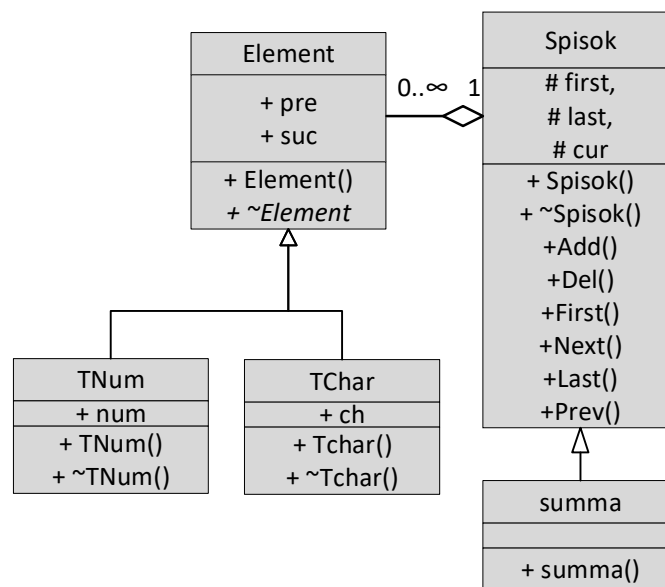 Element
+ pre
+ suc
+ Element()
+ ~Element
0..∞ 1
Spisok
# first,
# last,
# cur
+ Spisok()
+ ~Spisok()
+Add()
+Del()
+First()
+Next()
+Last()
+Prev()
TNum
+ num
+ TNum()
+ ~TNum()
TChar
+ ch
+ Tchar()
+ ~Tchar()
summa
+ summa()